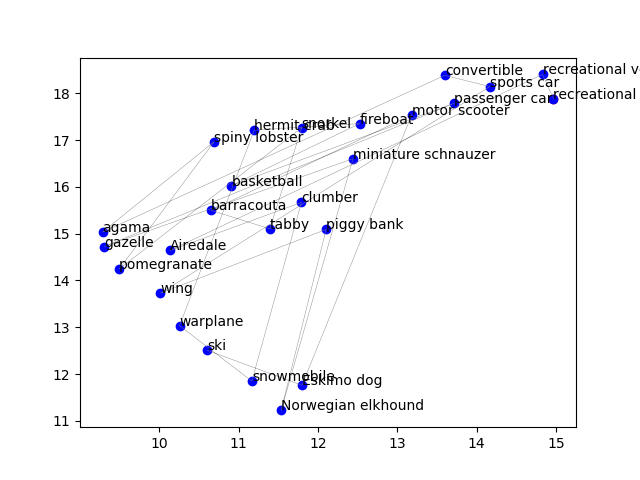 convertible
recreational v
sports car
recreational
passenger car
motor scooter
fireboat
snorkel
hermit crab
spiny lobster
miniature schnauzer
basketball
clumber
barracouta
tabby
piggy bank
agama
gazelle
Airedale
pomegranate
wing
warplane
ski
snowmobile
Eskimo dog
Norwegian elkhound
18
17
16
15
14
13
12
11
10 11 12 13 14 15